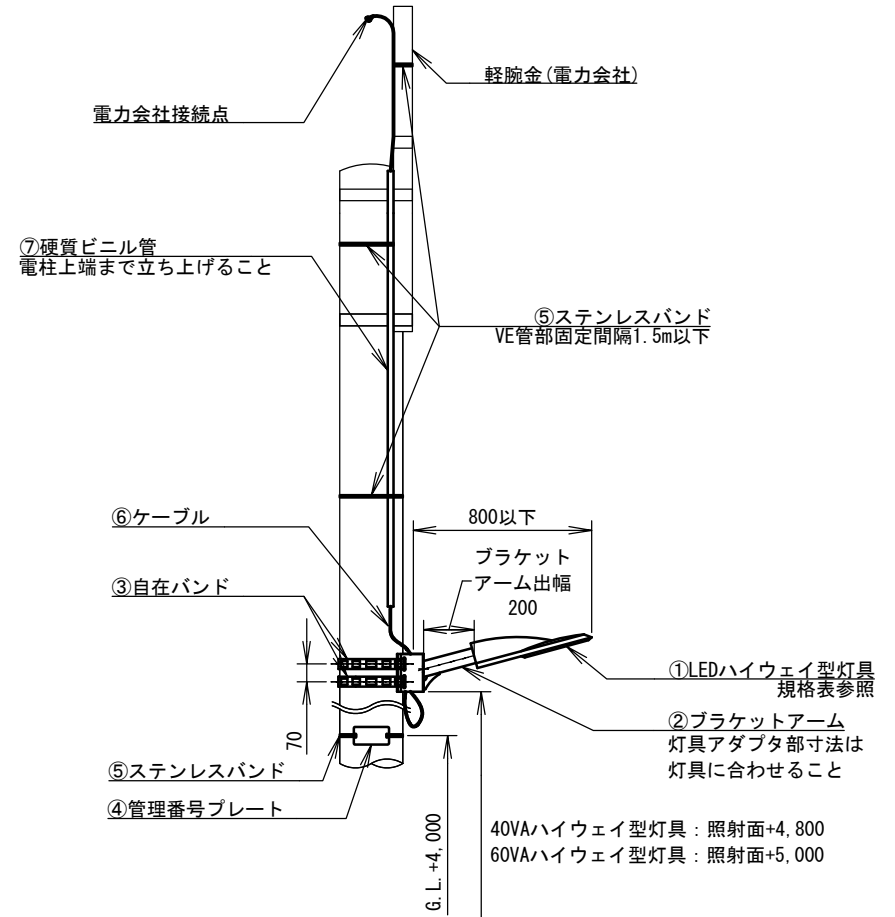 軽腕金(電力会社)
電力会社接続点
⑦硬質ビニル管
電柱上端まで立ち上げること
⑤ステンレスバンド
VE管部固定間隔1.5m以下
⑥ケーブル
800以下
ブラケット
アーム出幅
200
③自在バンド
①LEDハイウェイ型灯具
規格表参照
②ブラケットアーム
灯具アダプタ部寸法は
灯具に合わせること
70
⑤ステンレスバンド
④管理番号プレート
G.L.+4,000
40VAハイウェイ型灯具：照射面+4,800
60VAハイウェイ型灯具：照射面+5,000